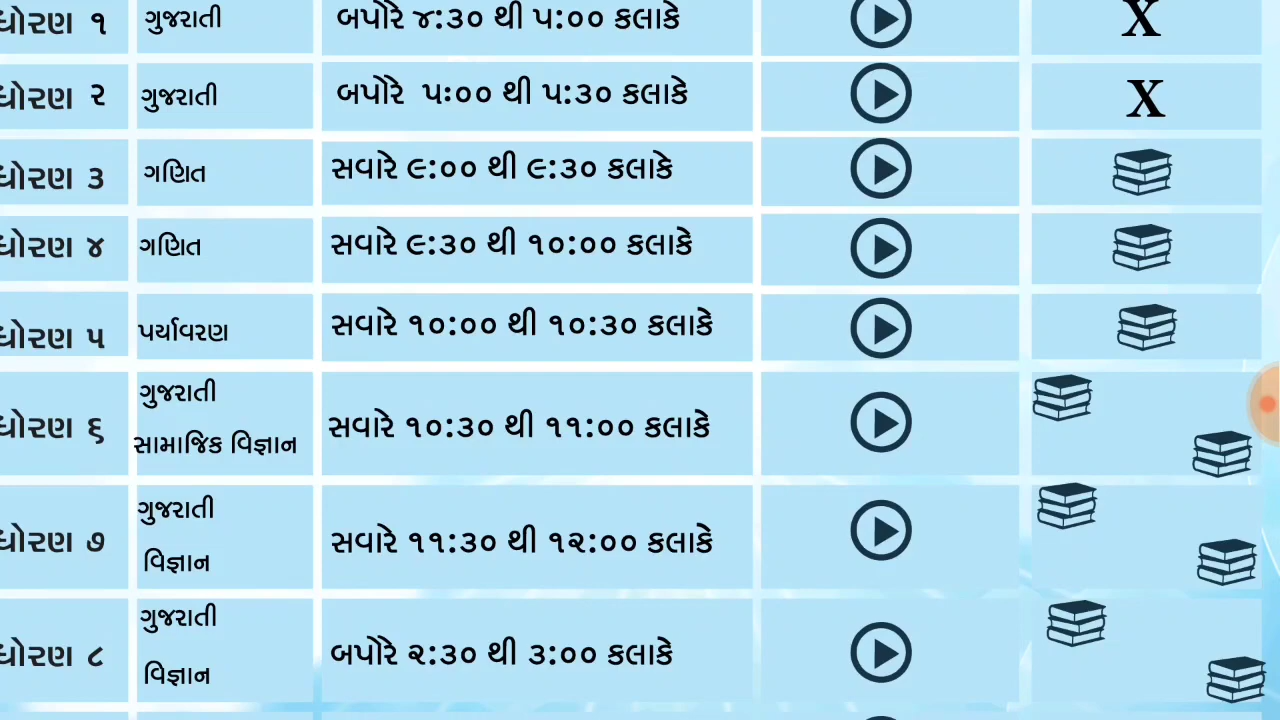 ધોરણ ૧ ગુજરાતી બપોરે ૪:૩૦ થી ૫:૦૦ કલાકે X
ધોરણ ૨ ગુજરાતી બપોરે ૫:૦૦ થી ૫:૩૦ કલાકે X
ધોરણ ૩ ગણિત સવારે ૯:૦૦ થી ૯:૩૦ કલાકે
ધોરણ ૪ ગણિત સવારે ૯:૩૦ થી ૧૦:૦૦ કલાકે
ધોરણ ૫ પર્યાવરણ સવારે ૧૦:૦૦ થી ૧૦:૩૦ કલાકે
ગુજરાતી
ધોરણ ૬ સવારે ૧૦:૩૦ થી ૧૧:૦૦ કલાકે
સામાજિક વિજ્ઞાન
ગુજરાતી
ધોરણ ૭ સવારે ૧૧:૩૦ થી ૧૨:૦૦ કલાકે
વિજ્ઞાન
ગુજરાતી
ધોરણ ૮ બપોરે ૨:૩૦ થી ૩:૦૦ કલાકે
વિજ્ઞાન